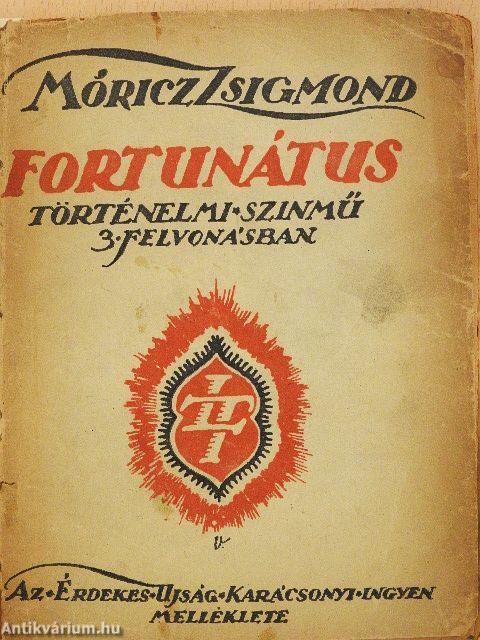 MÓRICZ ZSIGMOND
FORTUNÁTUS
TÖRTÉNELMI SZINMŰ
3. FELVONÁSBAN
V.
AZ ÉRDEKES UJSÁG KARÁCSONYI INGYEN
MELLÉKLETE
Antikvárium.hu